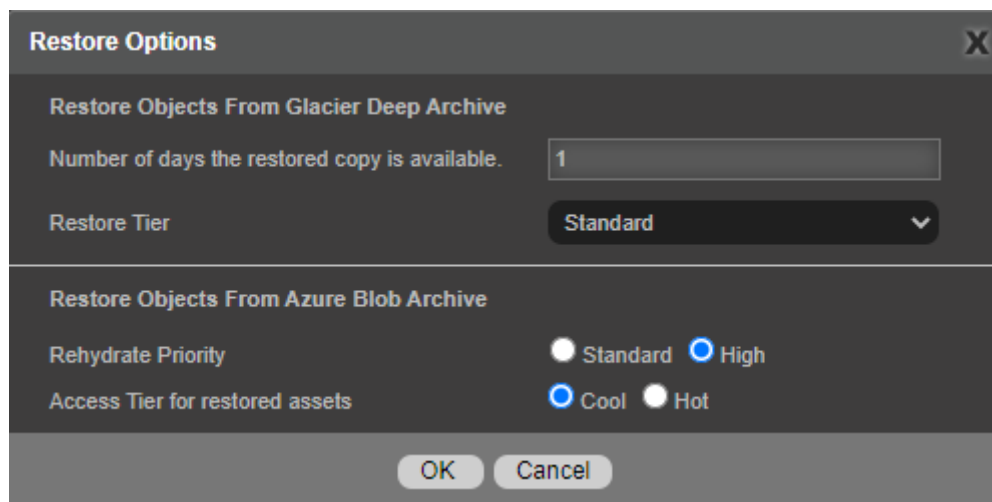 Restore Options X
Restore Objects From Glacier Deep Archive
Number of days the restored copy is available. 1
Restore Tier Standard
Restore Objects From Azure Blob Archive
Rehydrate Priority Standard High
Access Tier for restored assets Cool Hot
OK Cancel